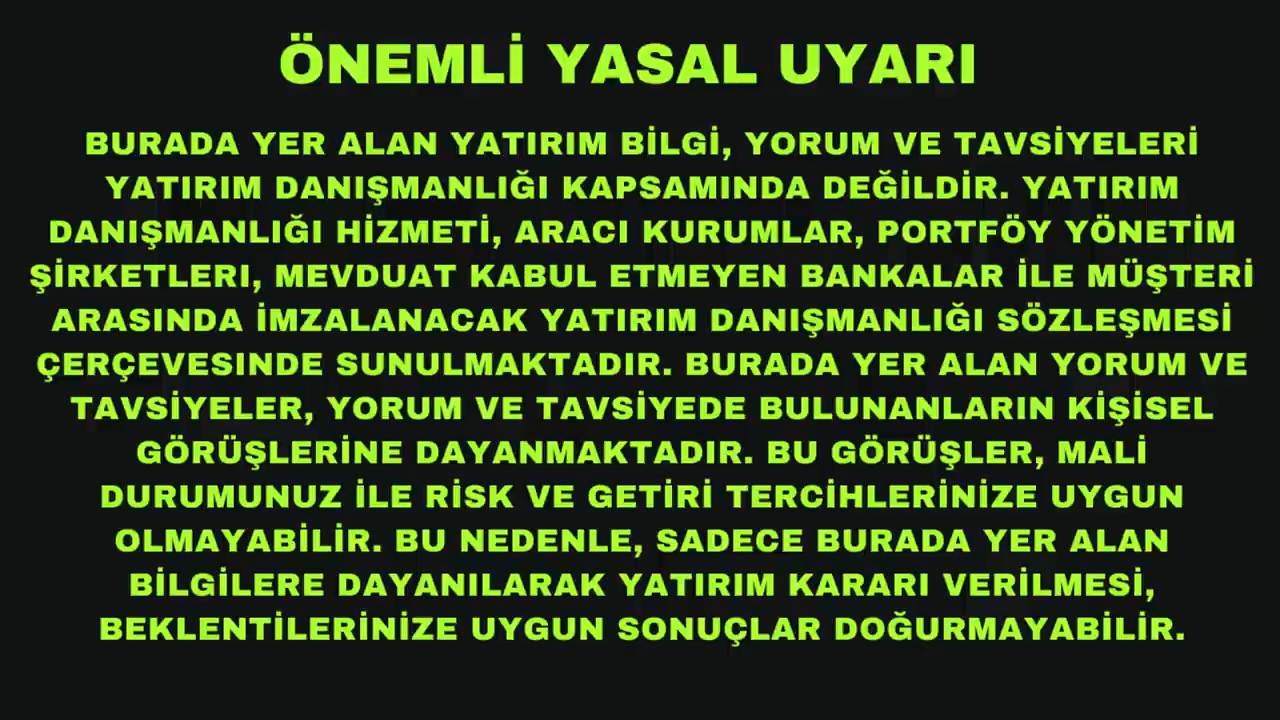 ÖNEMLİ YASAL UYARI
BURADA YER ALAN YATIRIM BİLGİ, YORUM VE TAVSİYELERİ
YATIRIM DANIŞMANLIĞI KAPSAMINDA DEĞİLDİR. YATIRIM
DANIŞMANLIĞI HİZMETİ, ARACI KURUMLAR, PORTFÖY YÖNETİM
ŞİRKETLERI, MEVDUAT KABUL ETMEYEN BANKALAR İLE MÜŞTERİ
ARASINDA İMZALANACAK YATIRIM DANIŞMANLIĞI SÖZLEŞMESİ
ÇERÇEVESINDE SUNULMAKTADIR. BURADA YER ALAN YORUM VE
TAVSİYELER, YORUM VE TAVSİYEDE BULUNANLARIN KİŞİSEL
GÖRÜŞLERİNE DAYANMAKTADIR. BU GÖRÜŞLER, MALİ
DURUMUNUZ İLE RİSK VE GETİRİ TERCİHLERİNİZE UYGUN
OLMAYABİLİR. BU NEDENLE, SADECE BURADA YER ALAN
BİLGİLERE DAYANILARAK YATIRIM KARARI VERİLMESİ,
BEKLENTİLERİNİZE UYGUN SONUÇLAR DOĞURMAYABİLİR.